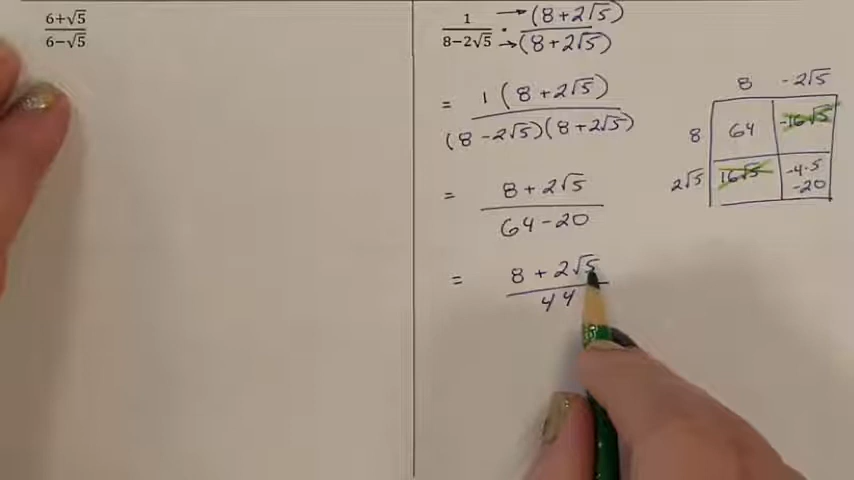 6+√5
6−√5
1 → (8+2√5)
8−2√5 · →(8+2√5)
= 1 (8+2√5)
(8-2√5)(8+2√5)
= 8+2√5
64-20
= 8+2√5
44
8 -2√5
8 64 -16√5
2√5 16√5 -4·5
-20